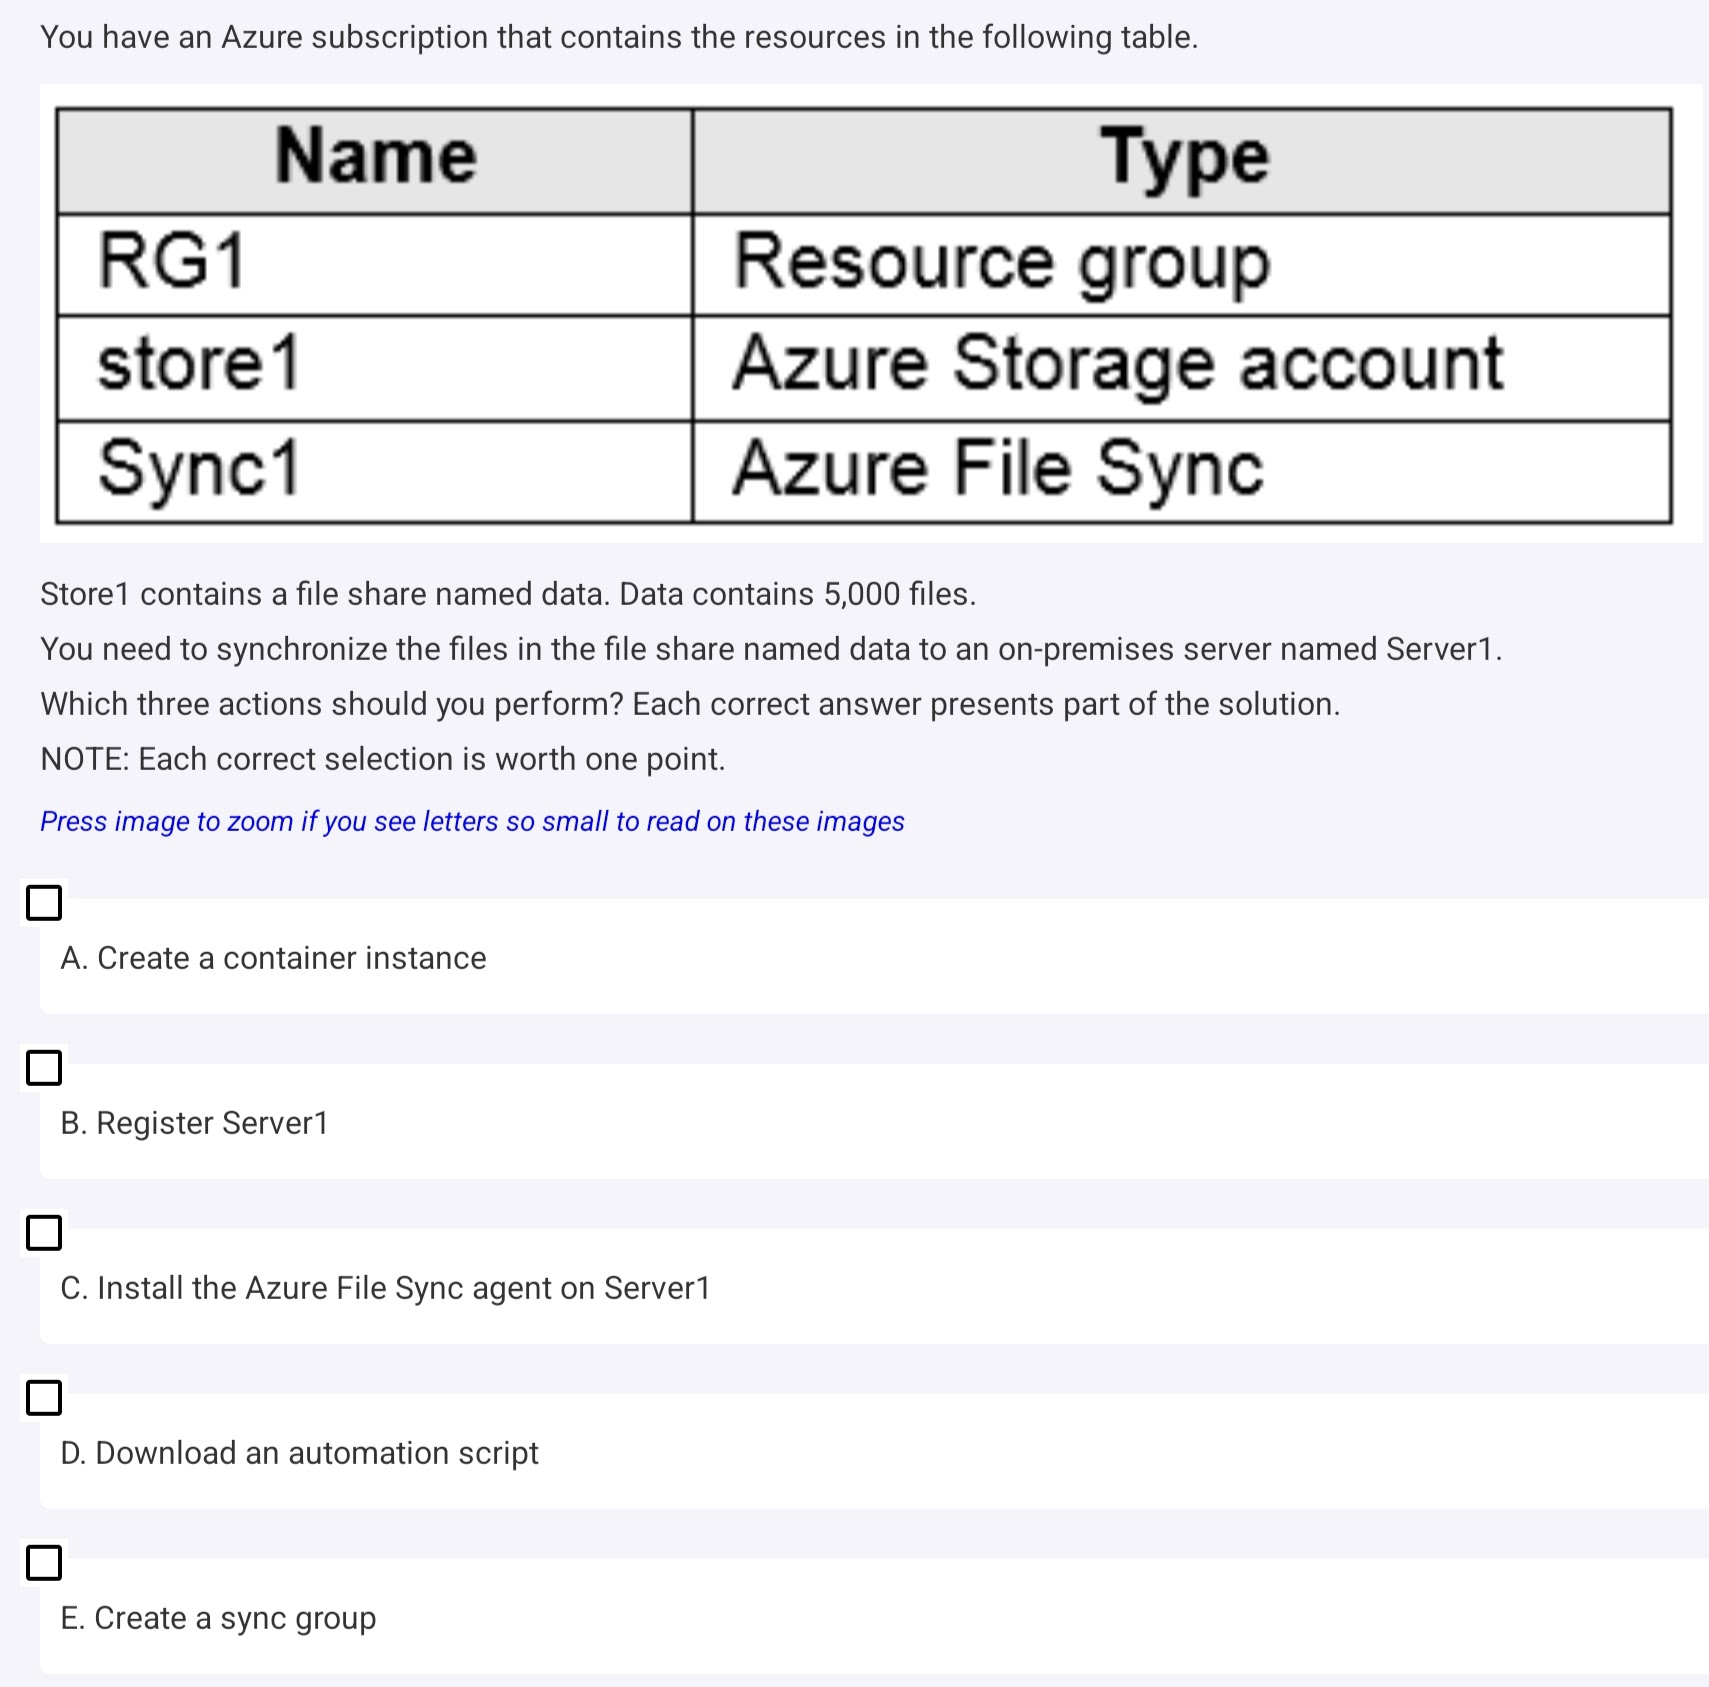 You have an Azure subscription that contains the resources in the following table.
Name Type
RG1 Resource group
store1 Azure Storage account
Sync1 Azure File Sync
Store1 contains a file share named data. Data contains 5,000 files.
You need to synchronize the files in the file share named data to an on-premises server named Server1.
Which three actions should you perform? Each correct answer presents part of the solution.
NOTE: Each correct selection is worth one point.
Press image to zoom if you see letters so small to read on these images
A. Create a container instance
B. Register Server1
C. Install the Azure File Sync agent on Server1
D. Download an automation script
E. Create a sync group